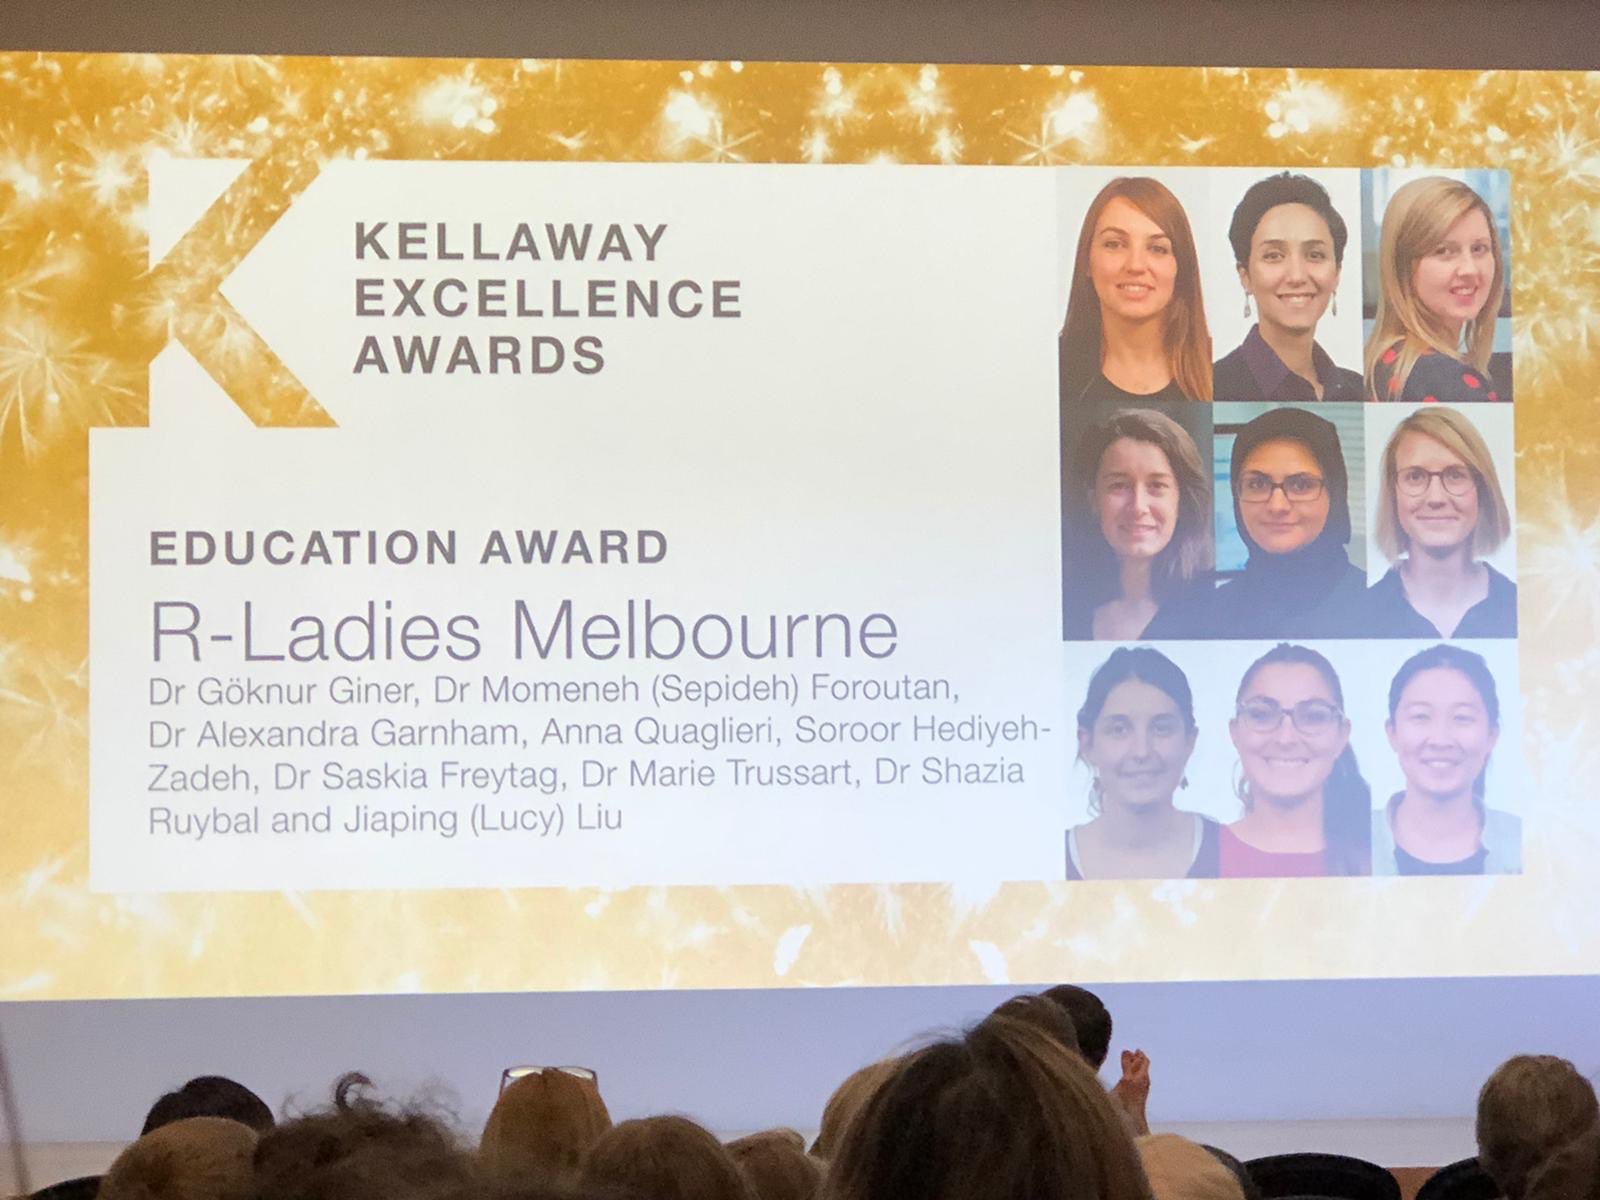 KELLAWAY
EXCELLENCE
AWARDS
EDUCATION AWARD
R-Ladies Melbourne
Dr Göknur Giner, Dr Momeneh (Sepideh) Foroutan,
Dr Alexandra Garnham, Anna Quaglieri, Soroor Hediyeh-
Zadeh, Dr Saskia Freytag, Dr Marie Trussart, Dr Shazia
Ruybal and Jiaping (Lucy) Liu